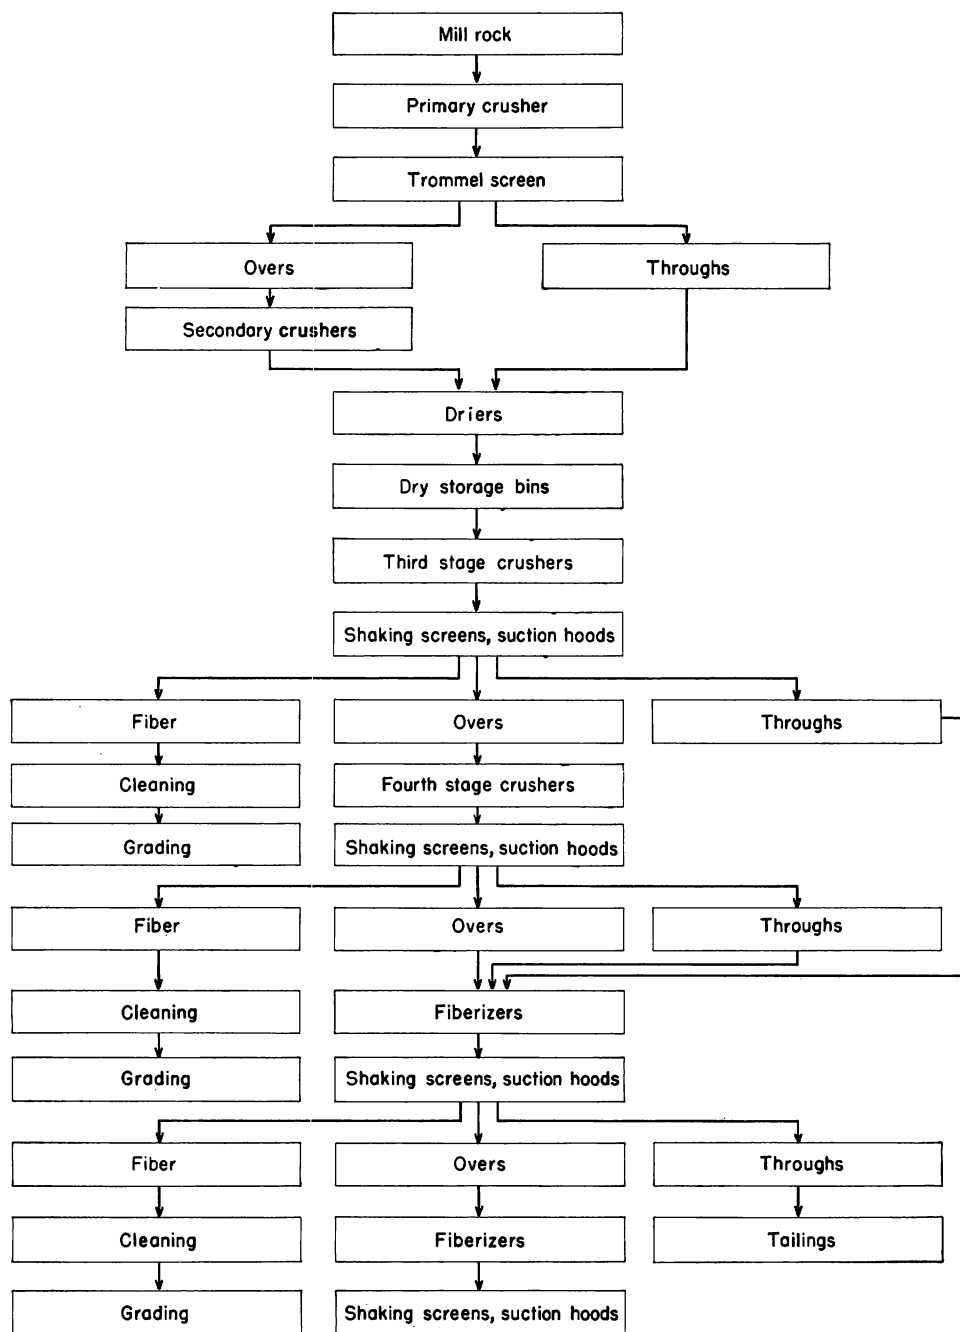 Mill rock
Primary crusher
Trommel screen
Overs
Throughs
Secondary crushers
Driers
Dry storage bins
Third stage crushers
Shaking screens, suction hoods
Fiber
Overs
Throughs
Cleaning
Fourth stage crushers
Grading
Shaking screens, suction hoods
Fiber
Overs
Throughs
Cleaning
Fiberizers
Grading
Shaking screens, suction hoods
Fiber
Overs
Throughs
Cleaning
Fiberizers
Tailings
Grading
Shaking screens, suction hoods